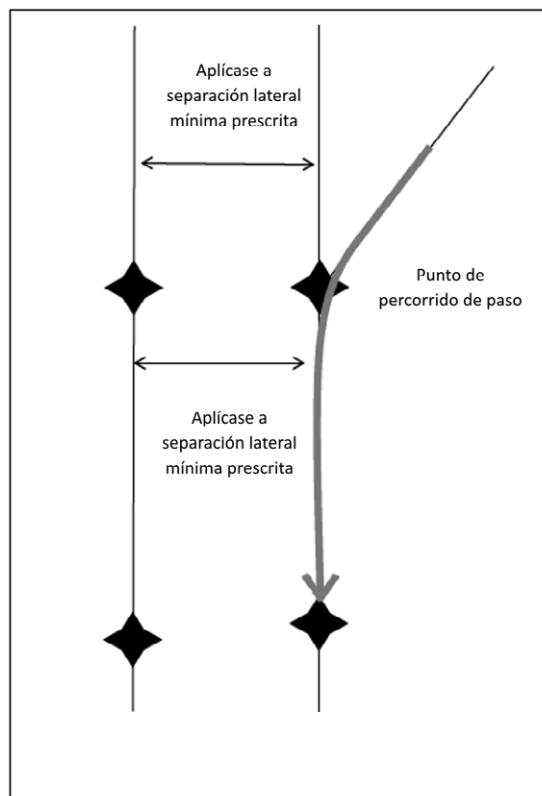 Aplícase a
separación lateral
mínima prescrita
Punto de
percorrido de paso
Aplícase a
separación lateral
mínima prescrita